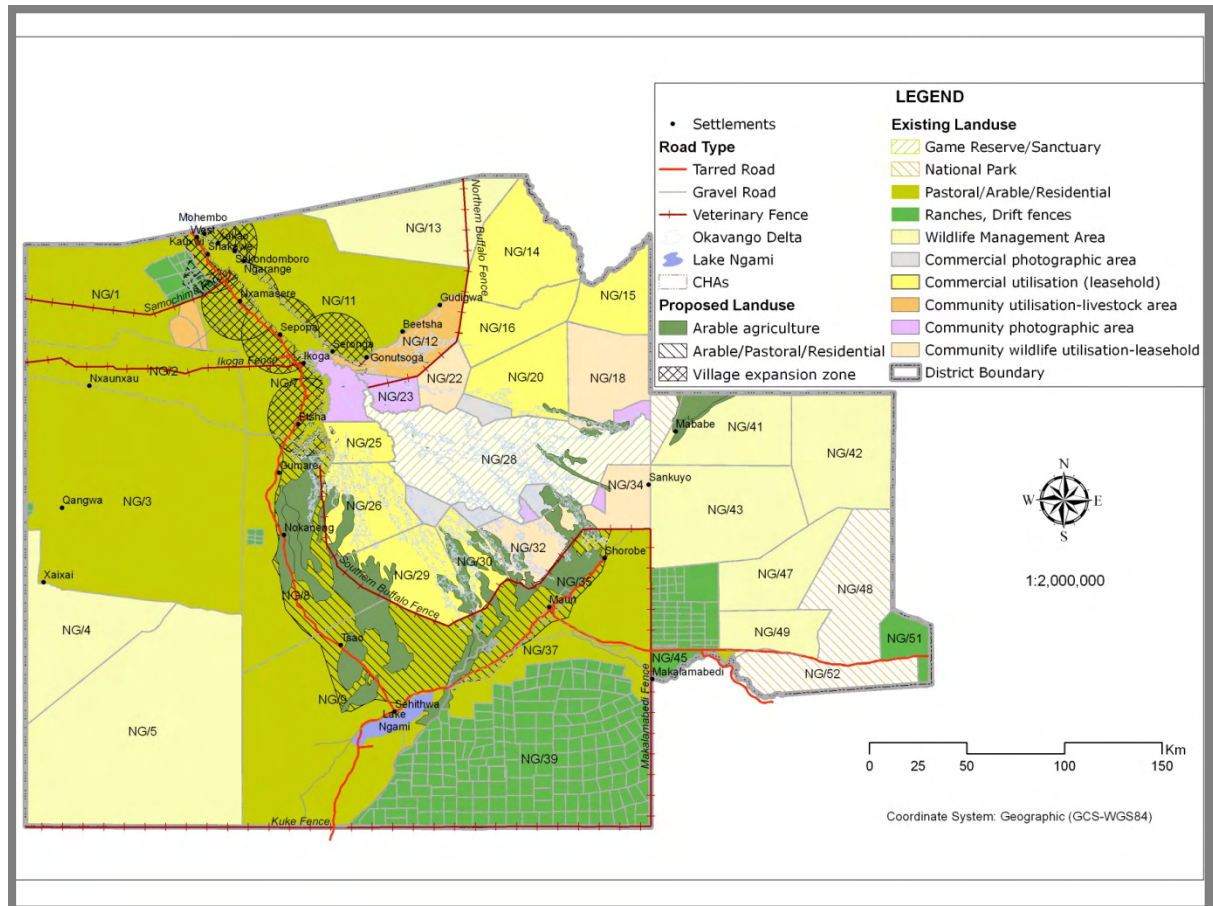 LEGEND
Settlements
Road Type
Tarred Road
Gravel Road
Veterinary Fence
Okavango Delta
Lake Ngami
CHAs
Proposed Landuse
Arable agriculture
Arable/Pastoral/Residential
Village expansion zone
Existing Landuse
Game Reserve/Sanctuary
National Park
Pastoral/Arable/Residential
Ranches, Drift fences
Wildlife Management Area
Commercial photographic area
Commercial utilisation (leasehold)
Community utilisation-livestock area
Community photographic area
Community wildlife utilisation-leasehold
District Boundary
Mohembo
West
Kauxwi
Xakao
Shakawe
Sekondomboro
Ngarange
NG/13
Northern Buffalo Fence
NG/14
NG/15
NG/1
Samochima
NG/11
Nxamasere
Gudigwa
Sepopa
Beetsha
NG/12
NG/16
Seronga
Gonutsoga
Ikoga Fence
Ikoga
NG/2
Nxaunxau
NG/7
NG/23
NG/22
NG/20
NG/18
Etsha
NG/25
Mababe
NG/41
NG/42
NG/28
Gumare
Sankuyo
NG/34
NG/3
Qangwa
NG/26
NG/43
Nokaneng
NG/32
Shorobe
NG/30
Southern Buffalo Fence
NG/29
NG/35
Xaixai
NG/47
NG/48
NG/8
Maun
NG/4
NG/49
NG/51
Tsao
NG/37
NG/45
Makalamabedi
NG/52
NG/9
Sehithwa
Lake
Ngami
Makalamabedi Fence
NG/5
NG/39
Kuke Fence
N
W
E
S
1:2,000,000
Km
0 25 50 100 150
Coordinate System: Geographic (GCS-WGS84)